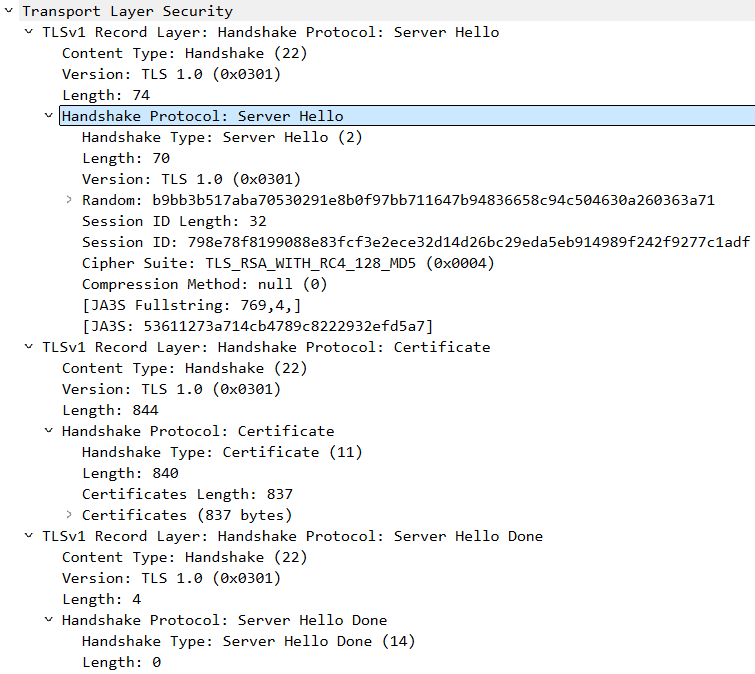 Transport Layer Security
TLSv1 Record Layer: Handshake Protocol: Server Hello
Content Type: Handshake (22)
Version: TLS 1.0 (0x0301)
Length: 74
Handshake Protocol: Server Hello
Handshake Type: Server Hello (2)
Length: 70
Version: TLS 1.0 (0x0301)
Random: b9bb3b517aba70530291e8b0f97bb711647b94836658c94c504630a260363a71
Session ID Length: 32
Session ID: 798e78f8199088e83fcf3e2ece32d14d26bc29eda5eb914989f242f9277c1adf
Cipher Suite: TLS_RSA_WITH_RC4_128_MD5 (0x0004)
Compression Method: null (0)
[JA3S Fullstring: 769,4,]
[JA3S: 53611273a714cb4789c8222932efd5a7]
TLSv1 Record Layer: Handshake Protocol: Certificate
Content Type: Handshake (22)
Version: TLS 1.0 (0x0301)
Length: 844
Handshake Protocol: Certificate
Handshake Type: Certificate (11)
Length: 840
Certificates Length: 837
Certificates (837 bytes)
TLSv1 Record Layer: Handshake Protocol: Server Hello Done
Content Type: Handshake (22)
Version: TLS 1.0 (0x0301)
Length: 4
Handshake Protocol: Server Hello Done
Handshake Type: Server Hello Done (14)
Length: 0